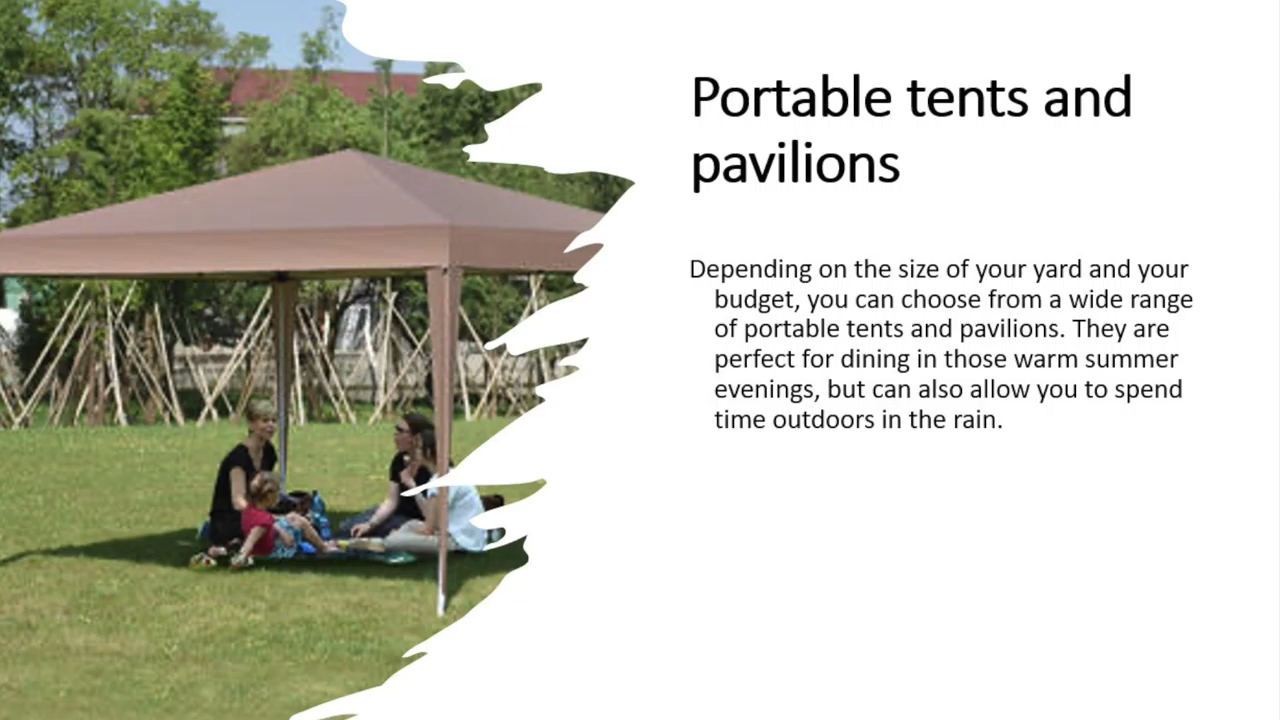 Portable tents and
pavilions
Depending on the size of your yard and your
budget, you can choose from a wide range
of portable tents and pavilions. They are
perfect for dining in those warm summer
evenings, but can also allow you to spend
time outdoors in the rain.